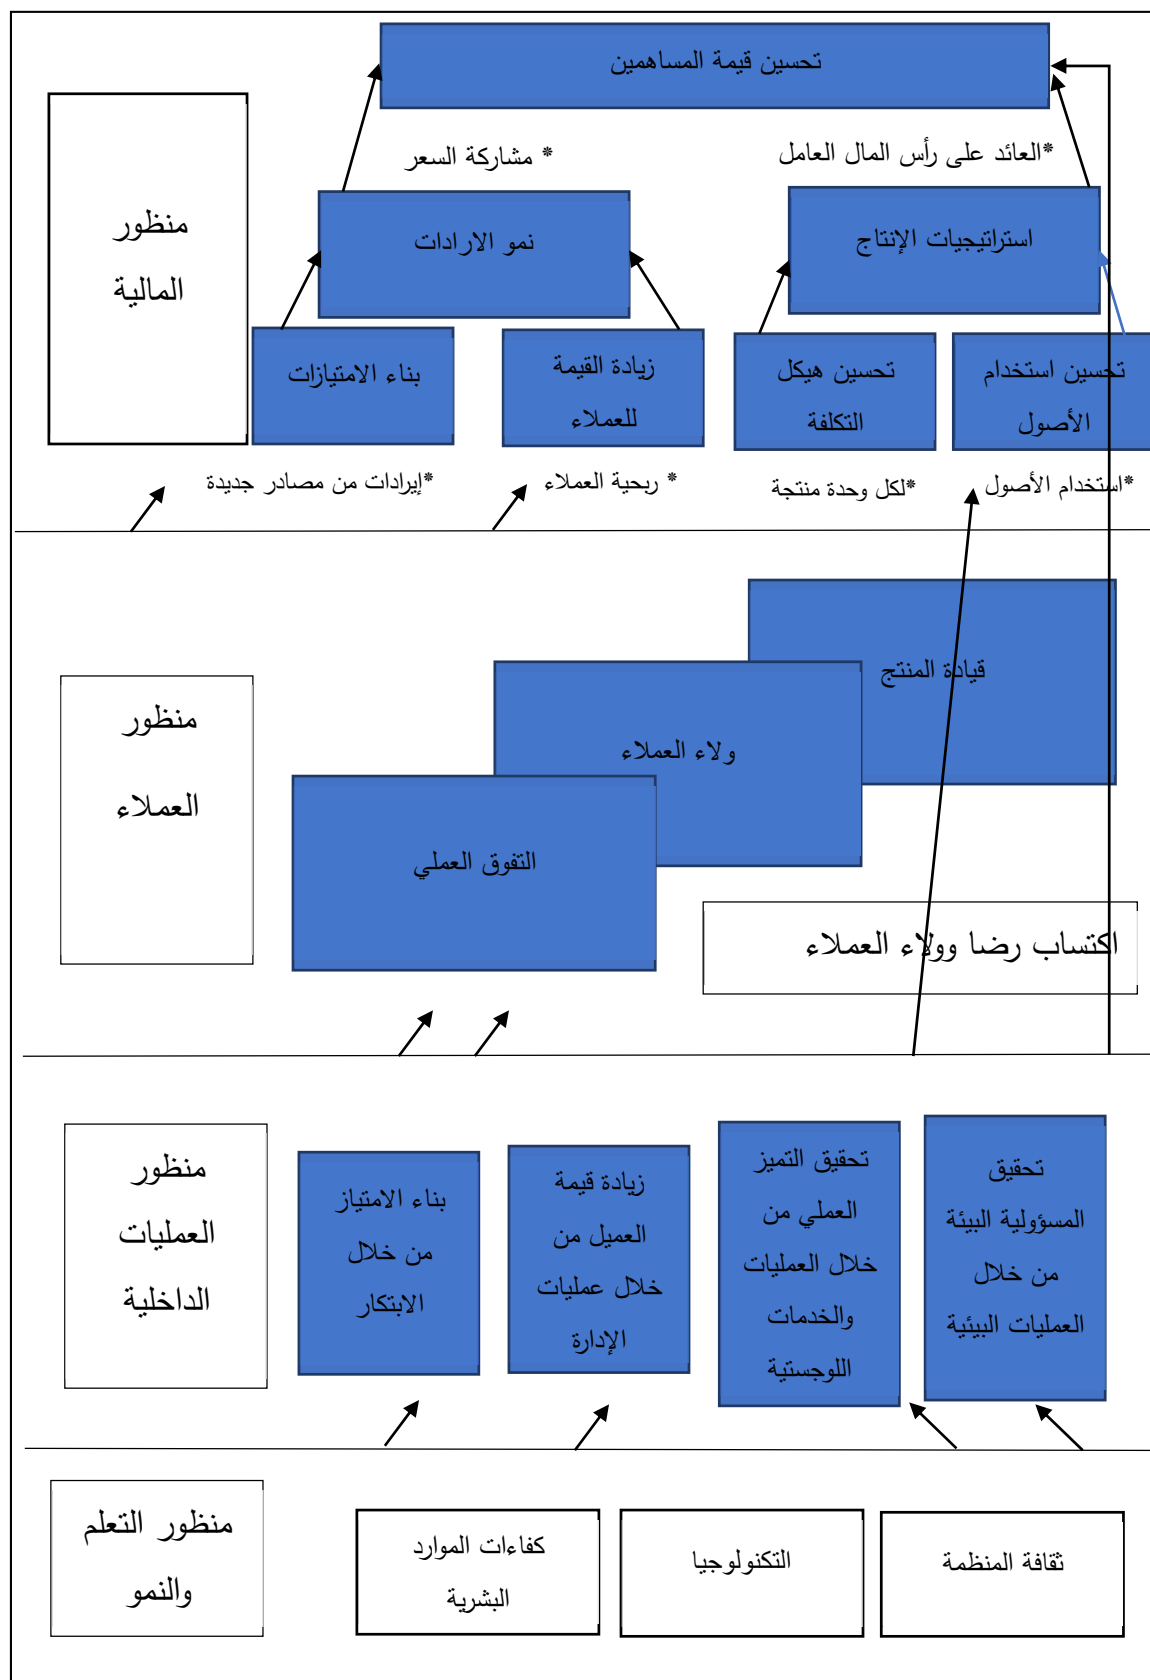 تحسين قيمة المساهمين
*العائد على رأس المال العامل
* مشاركة السعر
منظور
المالية
استراتيجيات الإنتاج
نمو الارادات
تحسين استخدام
الأصول
تحسين هيكل
التكلفة
زيادة القيمة
للعملاء
بناء الامتيازات
*استخدام الأصول
*لكل وحدة منتجة
* ربحية العملاء
*إيرادات من مصادر جديدة
قيادة المنتج
ولاء العملاء
التفوق العملي
منظور
العملاء
اكتساب رضا وولاء العملاء
منظور
العمليات
الداخلية
تحقيق
المسؤولية البيئة
من خلال
العمليات البيئية
تحقيق التميز
العملي من
خلال العمليات
والخدمات
اللوجستية
زيادة قيمة
العميل من
خلال عمليات
الإدارة
بناء الامتياز
من خلال
الابتكار
منظور التعلم
والنمو
ثقافة المنظمة
التكنولوجيا
كفاءات الموارد
البشرية